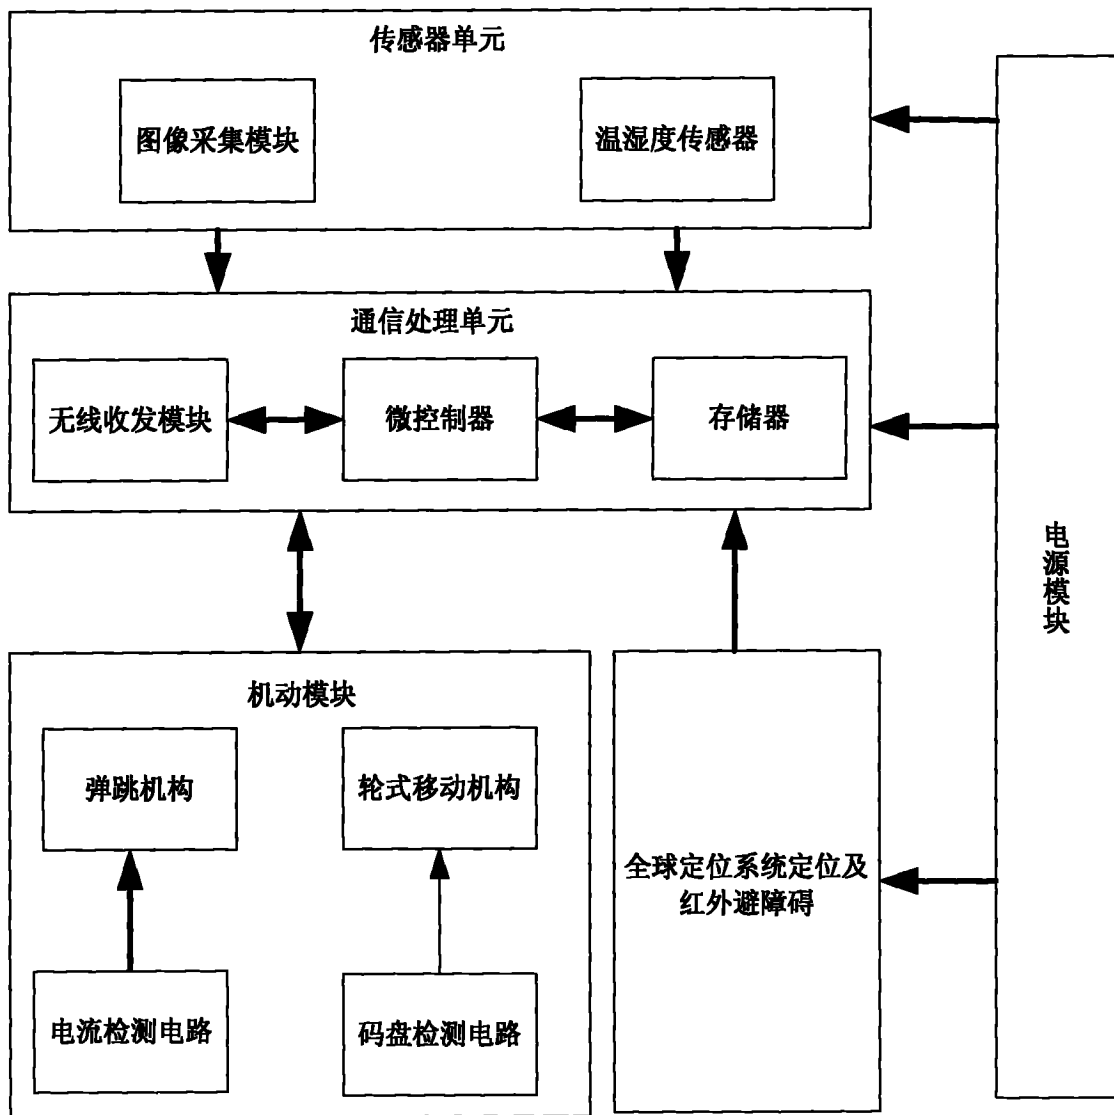 传感器单元
图像采集模块
温湿度传感器
通信处理单元
无线收发模块
微控制器
存储器
电源模块
机动模块
弹跳机构
轮式移动机构
全球定位系统定位及
红外避障碍
电流检测电路
码盘检测电路